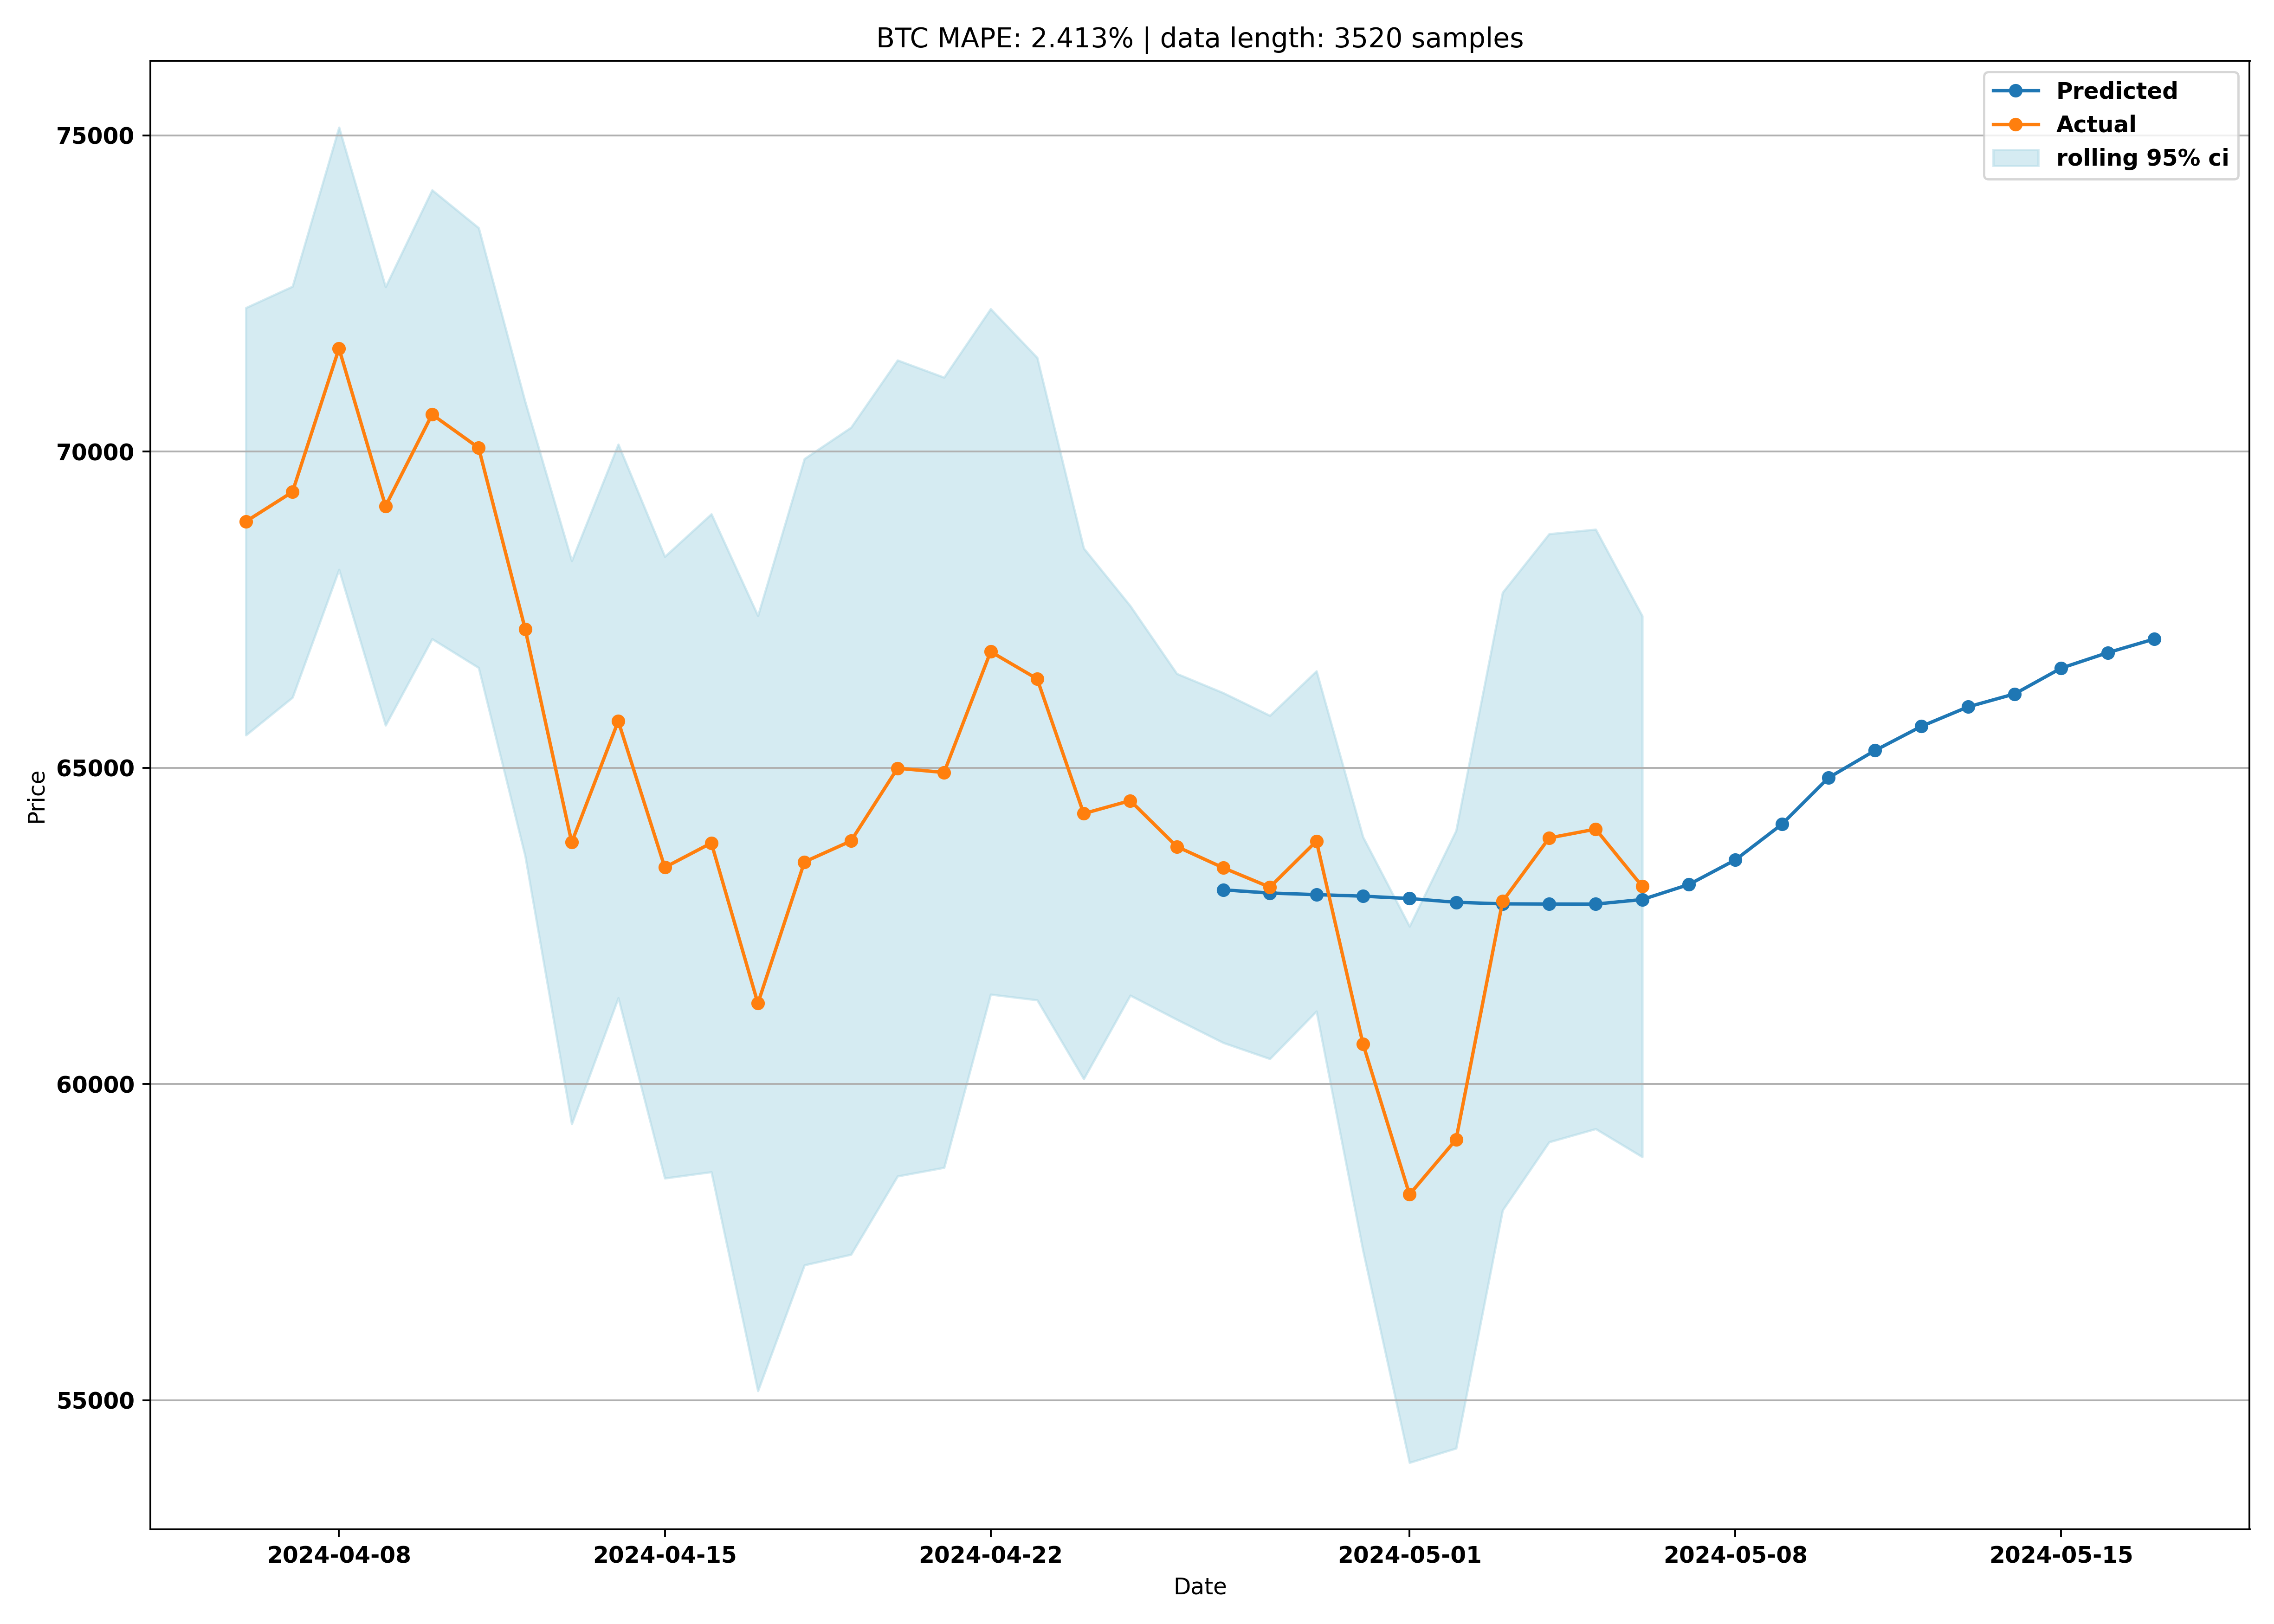 BTC MAPE: 2.413% | data length: 3520 samples
Predicted
Actual
rolling 95% ci
75000
70000
65000
60000
55000
Price
2024-04-08
2024-04-15
2024-04-22
2024-05-01
2024-05-08
2024-05-15
Date